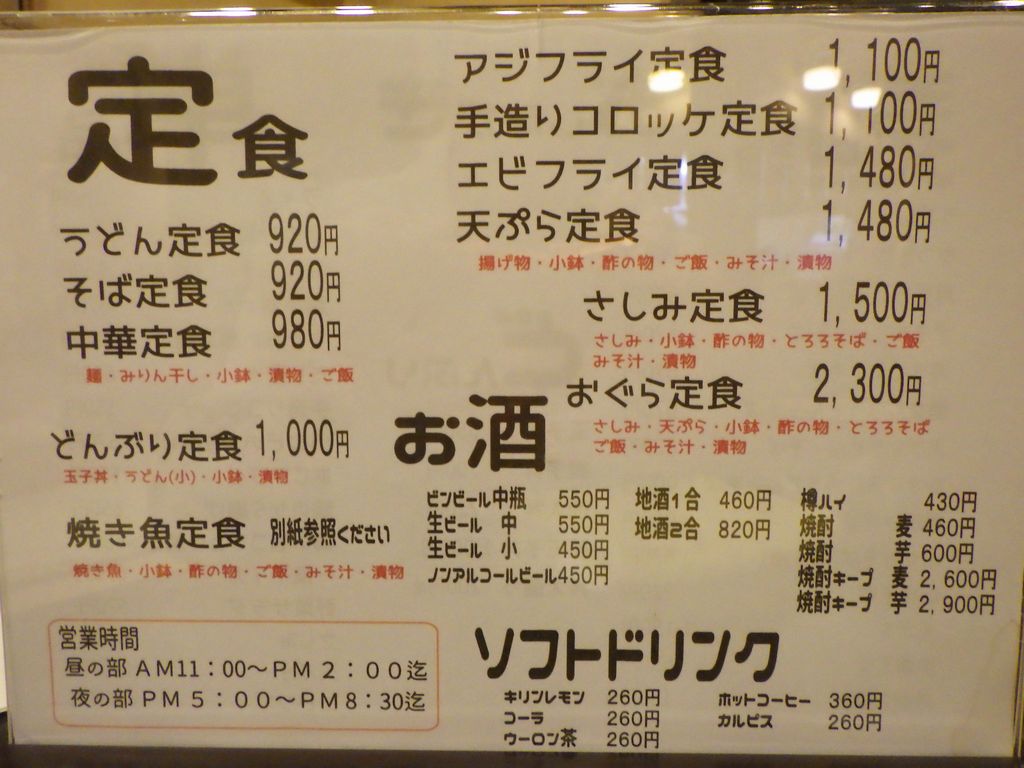 定食
うどん定食 920円
そば定食 920円
中華定食 980円
麺・みりん干し・小鉢・漬物・ご飯
どんぶり定食 1,000円
玉子丼・うどん(小)・小鉢・漬物
焼き魚定食 別紙参照ください
焼き魚・小鉢・酢の物・ご飯・みそ汁・漬物
営業時間
昼の部 AM11:00～PM2:00迄
夜の部 PM5:00～PM8:30迄
アジフライ定食 1,100円
手造りコロッケ定食 1,100円
エビフライ定食 1,480円
天ぷら定食 1,480円
揚げ物・小鉢・酢の物・ご飯・みそ汁・漬物
さしみ定食 1,500円
さしみ・小鉢・酢の物・とろろそば・ご飯
みそ汁・漬物
おぐら定食 2,300円
さしみ・天ぷら・小鉢・酢の物・とろろそば
ご飯・みそ汁・漬物
お酒
ビンビール中瓶 550円
生ビール 中 550円
生ビール 小 450円
ノンアルコールビール450円
地酒1合 460円
地酒2合 820円
樽ハイ 430円
焼酎 麦 460円
焼酎 芋 600円
焼酎キープ 麦 2,600円
焼酎キープ 芋 2,900円
ソフトドリンク
キリンレモン 260円
コーラ 260円
ウーロン茶 260円
ホットコーヒー 360円
カルピス 260円